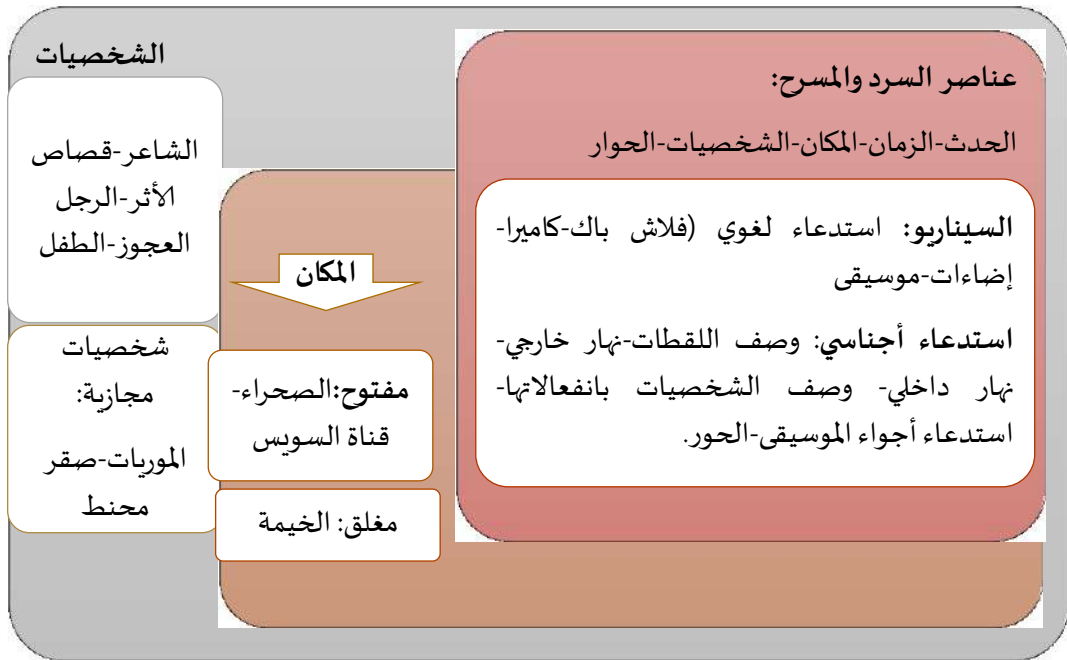 عناصر السرد والمسرح:
الحدث-الزمان-المكان-الشخصيات-الحوار
السيناريو: استدعاء لغوي (فلاش باك-كاميرا-
إضاءات-موسيقى
استدعاء أجناسي: وصف اللقطات-نهار خارجي-
نهار داخلي- وصف الشخصيات بانفعالاتها-
استدعاء أجواء الموسيقى-الحور.
المكان
مفتوح:الصحراء-
قناة السويس
مغلق: الخيمة
الشخصيات
الشاعر-قصاص
الأثر-الرجل
العجوز-الطفل
شخصيات
مجازية:
الموريات-صقر
محنط